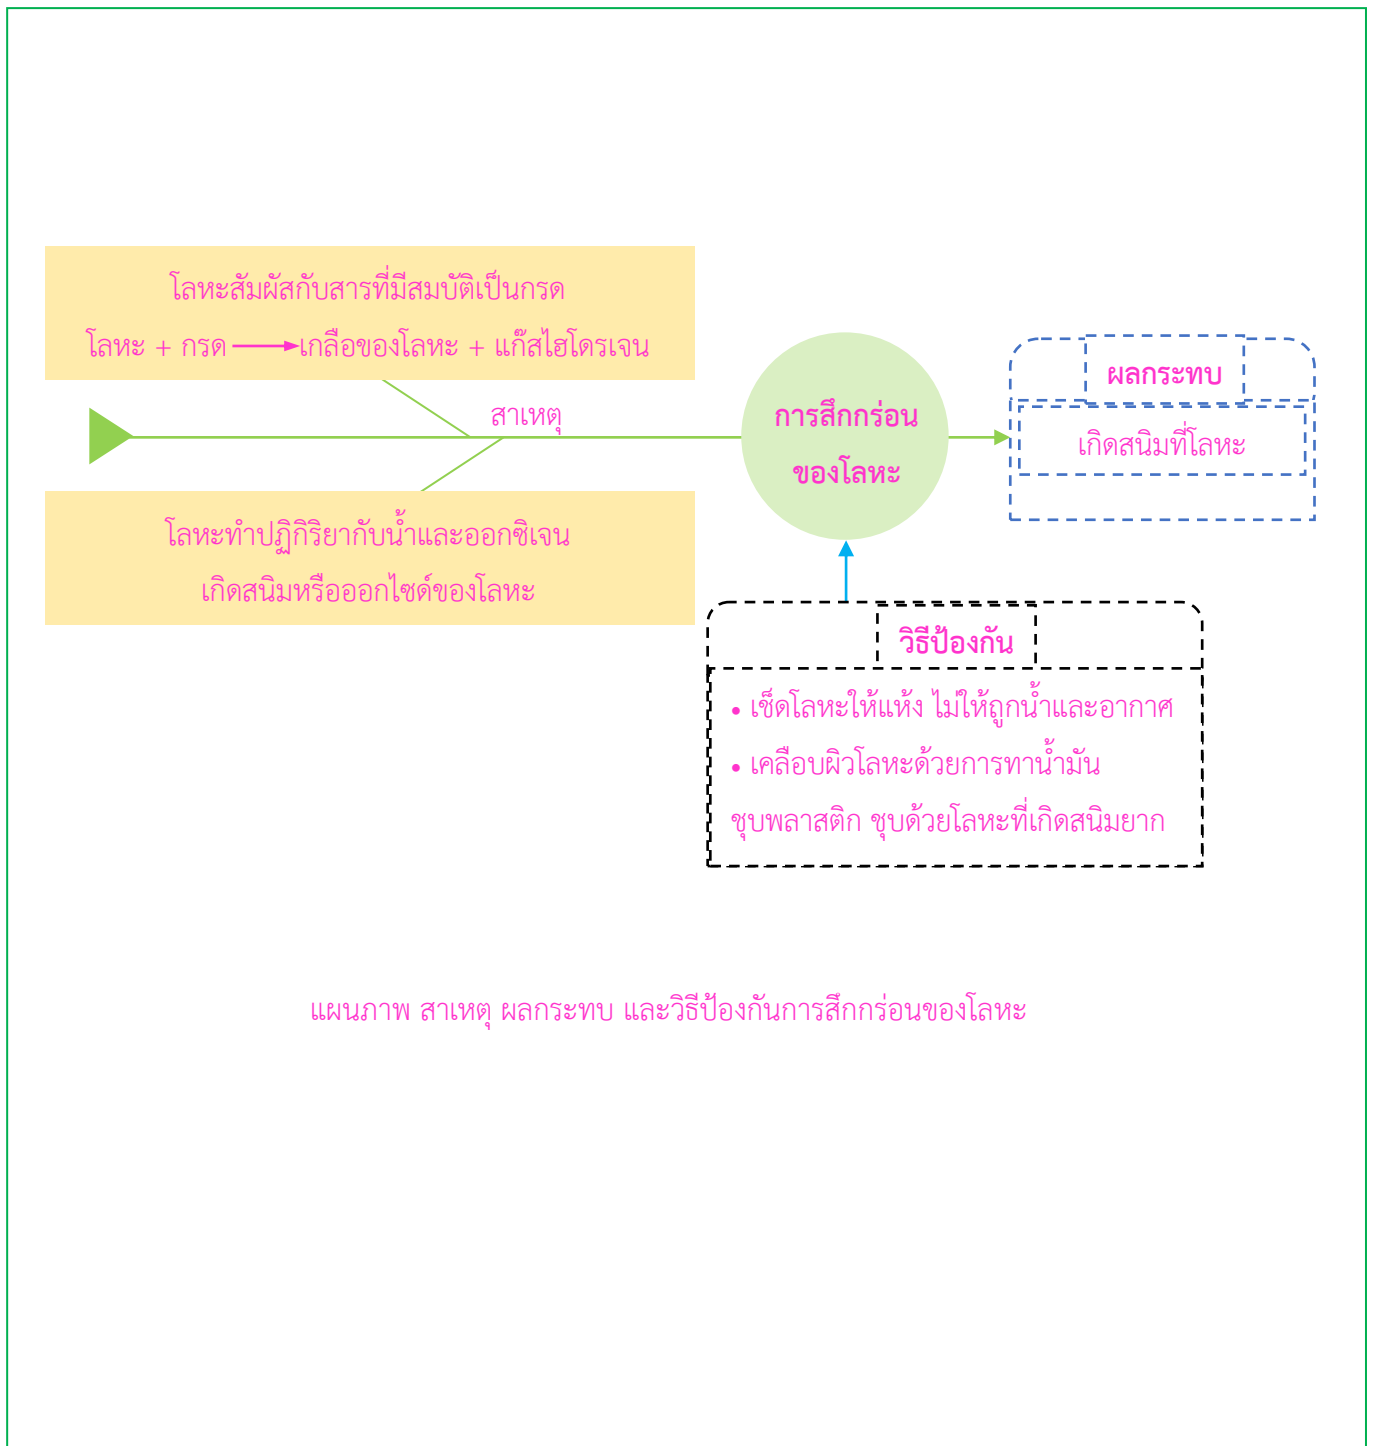 โลหะสัมผัสกับสารที่มีสมบัติเป็นกรด
โลหะ + กรด ⟶ เกลือของโลหะ + แก๊สไฮโดรเจน
สาเหตุ
โลหะทำปฏิกิริยากับน้ำและออกซิเจน
เกิดสนิมหรือออกไซด์ของโลหะ
การสึกกร่อน
ของโลหะ
ผลกระทบ
เกิดสนิมที่โลหะ
วิธีป้องกัน
• เช็ดโลหะให้แห้ง ไม่ให้ถูกน้ำและอากาศ
• เคลือบผิวโลหะด้วยการทาน้ำมัน
ชุบพลาสติก ชุบด้วยโลหะที่เกิดสนิมยาก
แผนภาพ สาเหตุ ผลกระทบ และวิธีป้องกันการสึกกร่อนของโลหะ